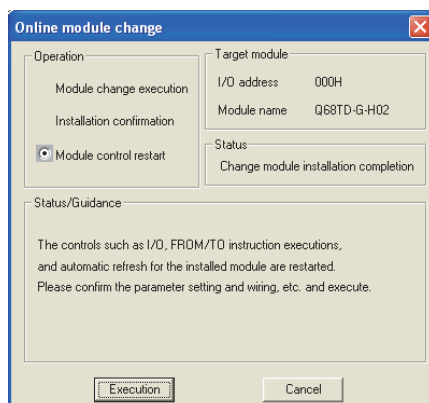 Online module change
Operation
Module change execution
Installation confirmation
Module control restart
Target module
I/O address 000H
Module name Q68TD-G-H02
Status
Change module installation completion
Status/Guidance
The controls such as I/O, FROM/TO instruction executions,
and automatic refresh for the installed module are restarted.
Please confirm the parameter setting and wiring, etc. and execute.
Execution Cancel